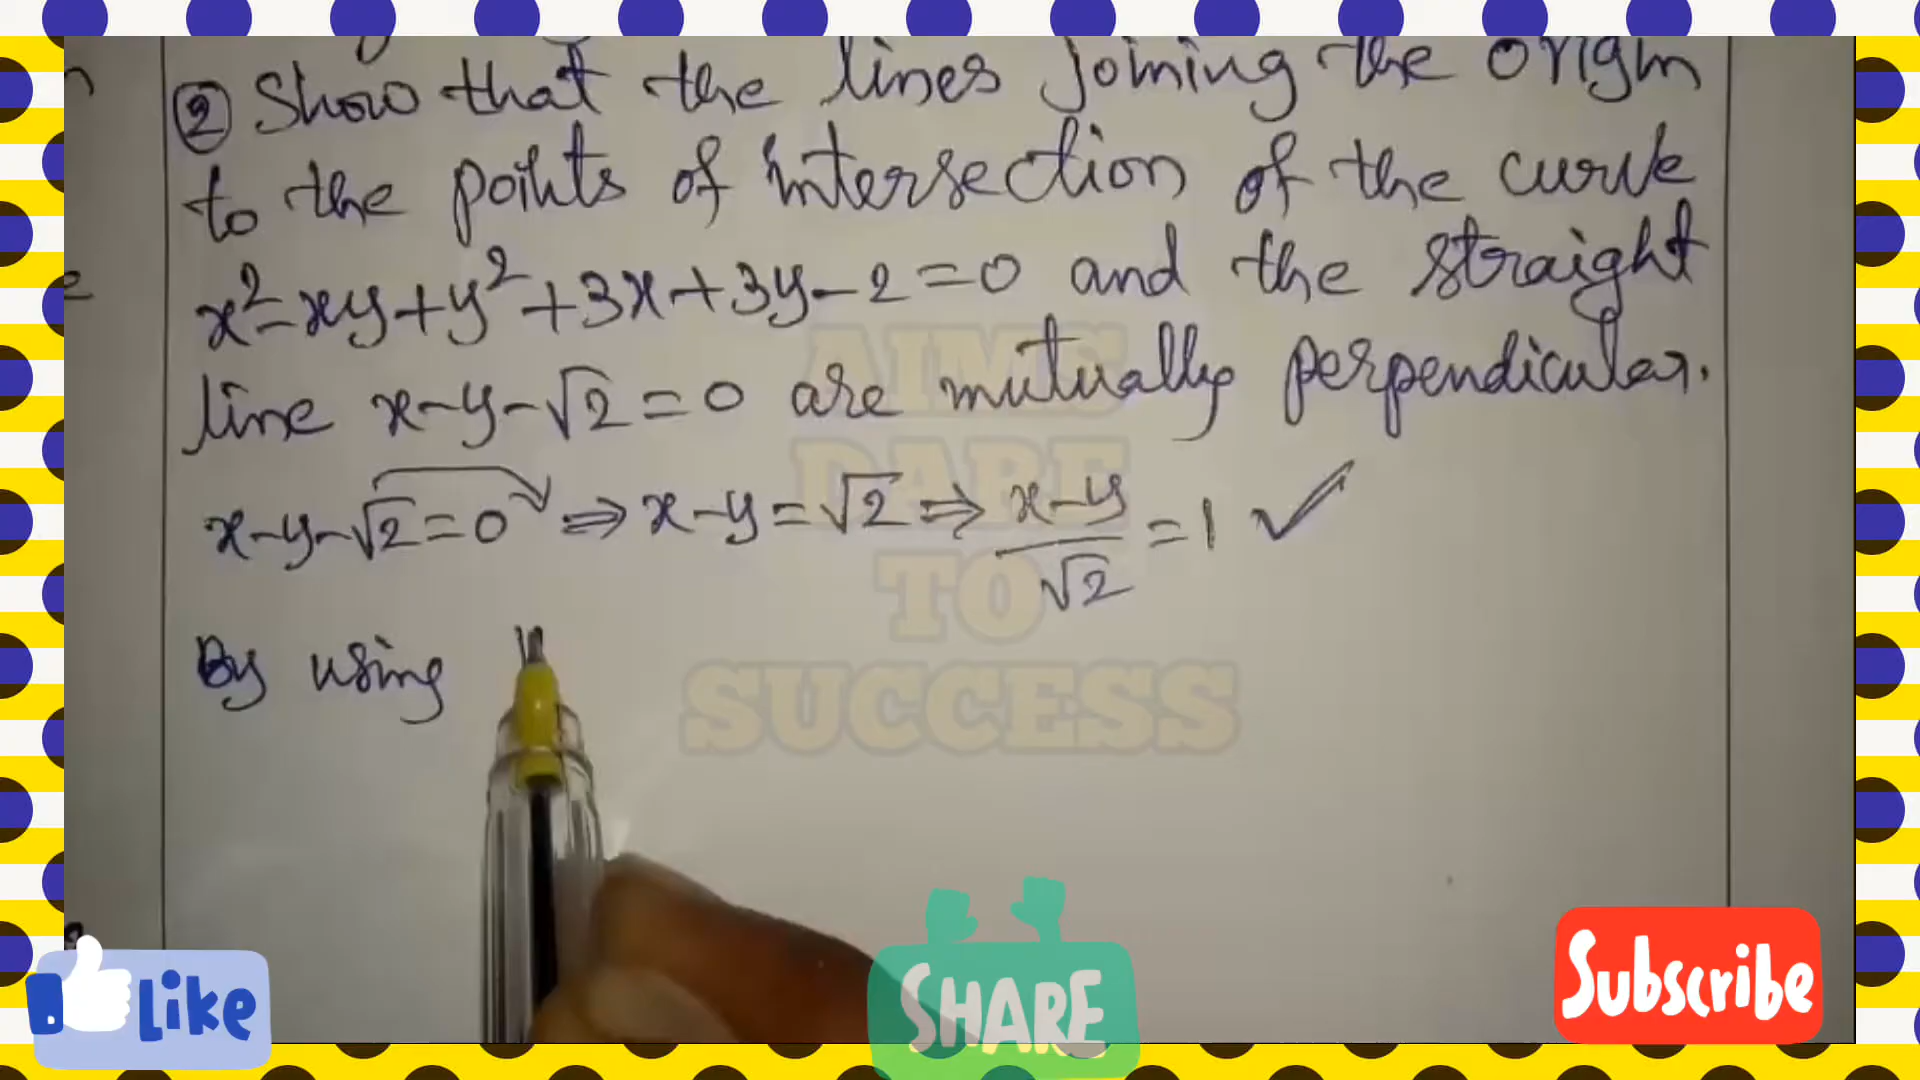 ② Show that the lines joining the origin
to the points of intersection of the curve
x²-xy+y²+3x+3y-2=0 and the straight
line x-y-√2=0 are mutually perpendicular.
x-y-√2=0 ⇒ x-y=√2 ⇒ x-y/√2 =1 ✓
By using
AIMS
DARE
TO
SUCCESS
Like
SHARE
Subscribe